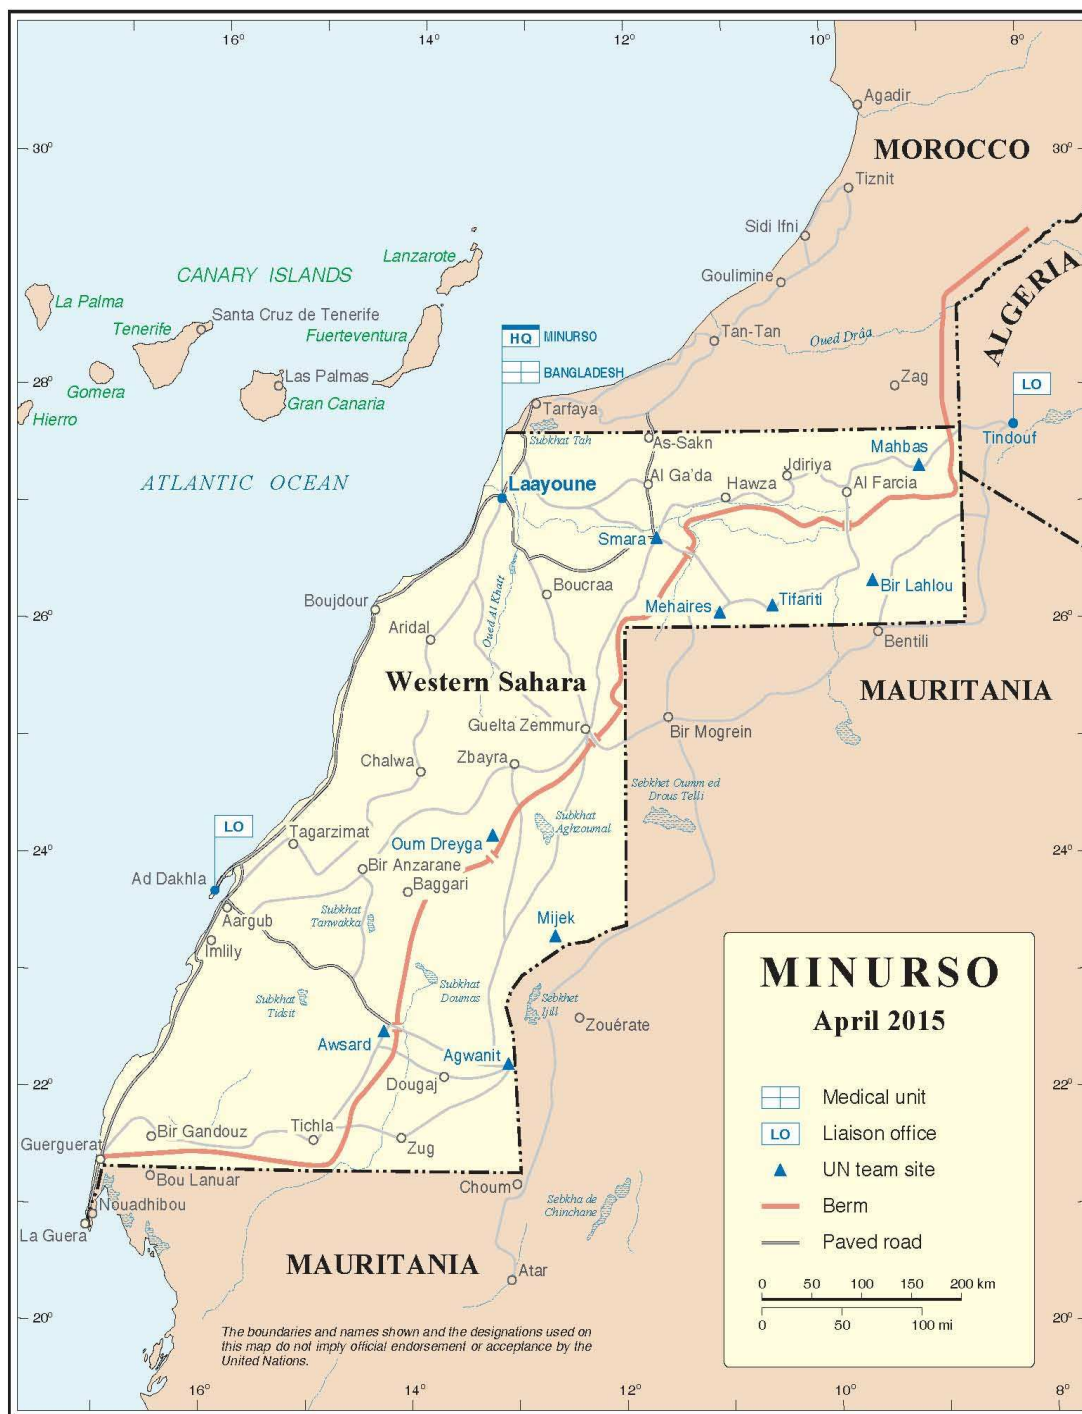 16°
14°
12°
10°
8°
Agadir
30°
MOROCCO
30°
Tiznit
Sidi Ifni
Lanzarote
CANARY ISLANDS
Goulimine
ALGERIA
La Palma
Santa Cruz de Tenerife
Tenerife
Fuerteventura
HQ
MINURSO
Tan-Tan
Oued Drâa
BANGLADESH
Las Palmas
Zag
LO
28°
Gomera
Gran Canaria
Hierro
Tarfaya
Subkhat Tah
As-Sakn
Mahbas
Tindouf
ATLANTIC OCEAN
Laayoune
Al Ga'da
Jdiriya
Hawza
Al Farcia
Smara
Boucraa
Bir Lahlou
Boujdour
Oued Al Khatt
Mehaires
Tifariti
26°
26°
Aridal
Bentili
Western Sahara
MAURITANIA
Guelta Zemmur
Bir Mogrein
Chalwa
Zbayra
Sebkhet Oumm ed
Drous Telli
LO
Tagarzimat
Oum Dreyga
Subkhat
Aghzoumal
24°
24°
Ad Dakhla
Bir Anzarane
Baggari
Aargub
Subkhat
Tanwakka
Mijek
Imlily
Subkhat
Dounas
Subkhat
Tidsit
Sebkhet
Ijill
Zouérate
Awsard
Agwanit
22°
22°
Dougaj
Tichla
Bir Gandouz
Zug
Guerguerat
Bou Lanuar
Choum
Nouadhibou
Sebkha de
Chinchane
La Guera
MAURITANIA
Atar
20°
20°
The boundaries and names shown and the designations used on
this map do not imply official endorsement or acceptance by the
United Nations.
MINURSO
April 2015
Medical unit
LO
Liaison office
UN team site
Berm
Paved road
0 50 100 150 200 km
0 50 100 mi
16°
14°
12°
10°